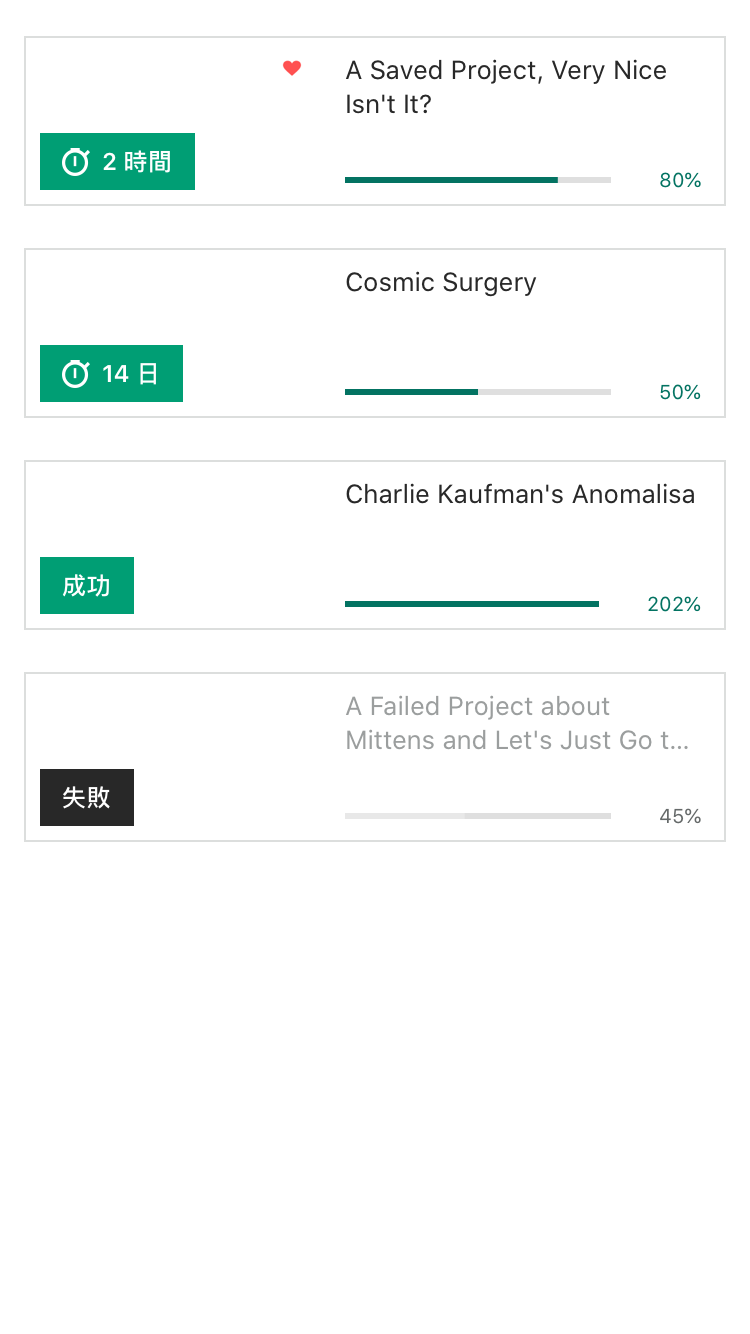 A Saved Project, Very Nice
Isn't It?
2 時間
80%
Cosmic Surgery
14 日
50%
Charlie Kaufman's Anomalisa
成功
202%
A Failed Project about
Mittens and Let's Just Go t...
失敗
45%